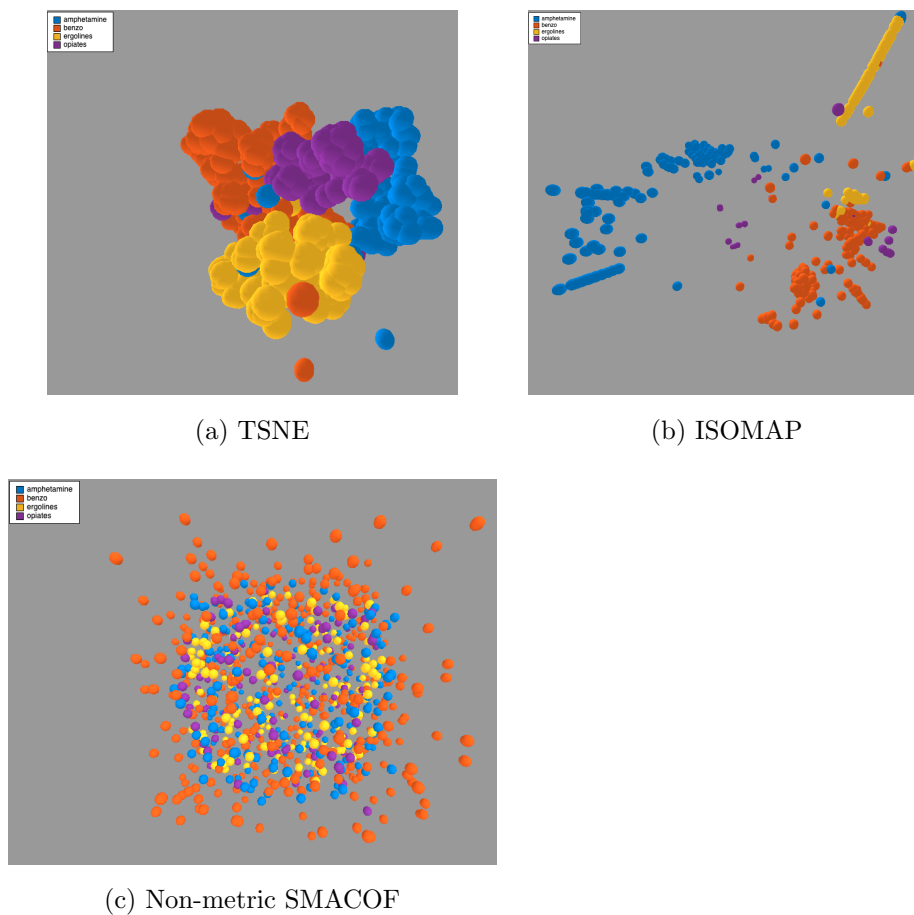 amphetamine
benzo
ergolines
opiates
(a) TSNE
amphetamine
benzo
ergolines
opiates
(b) ISOMAP
amphetamine
benzo
ergolines
opiates
(c) Non-metric SMACOF